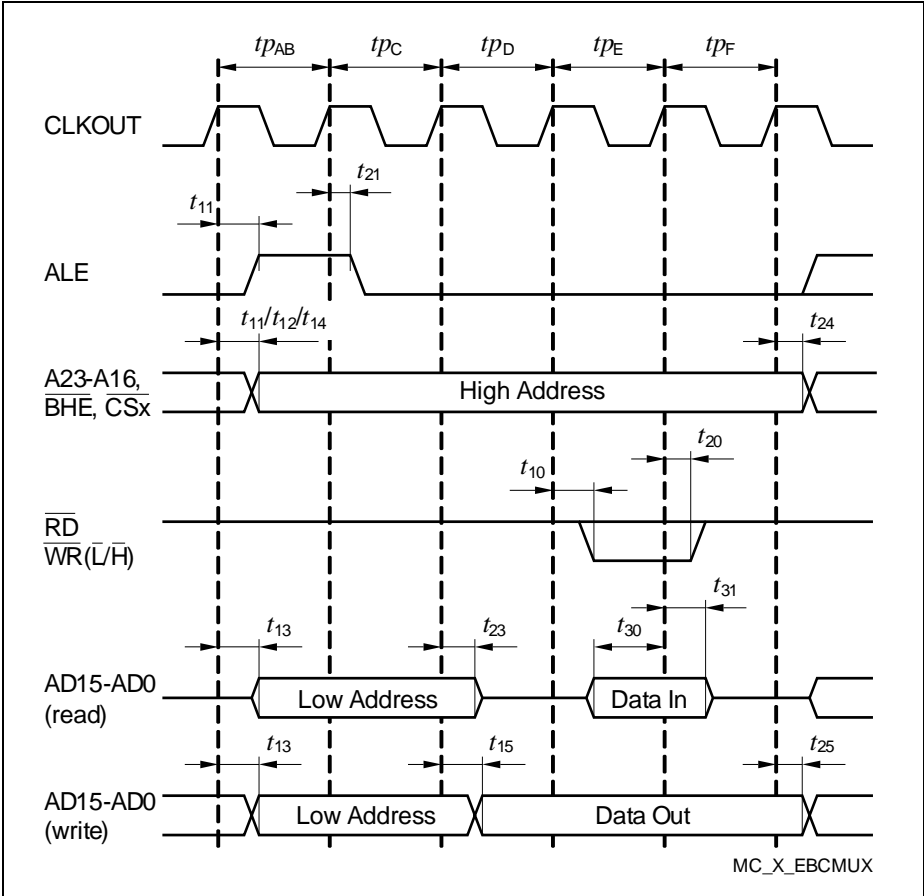 tpAB tpC tpD tpE tpF
CLKOUT
t21
t11
ALE
t11/t12/t14 t24
A23-A16,
BHE, CSx
High Address
t20
t10
RD
WR(L/H)
t31
t13 t23 t30
AD15-AD0
(read)
Low Address Data In
t13 t15 t25
AD15-AD0
(write)
Low Address Data Out
MC_X_EBCMUX